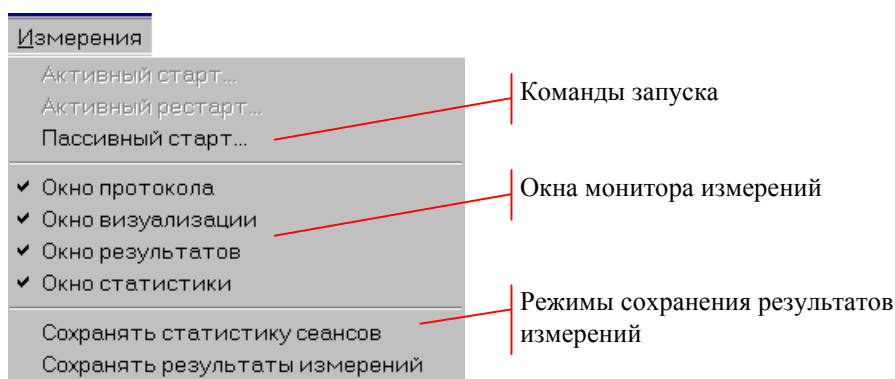 Измерения
Активный старт...
Активный рестарт...
Пассивный старт...
Окно протокола
Окно визуализации
Окно результатов
Окно статистики
Сохранять статистику сеансов
Сохранять результаты измерений
Команды запуска
Окна монитора измерений
Режимы сохранения результатов
измерений